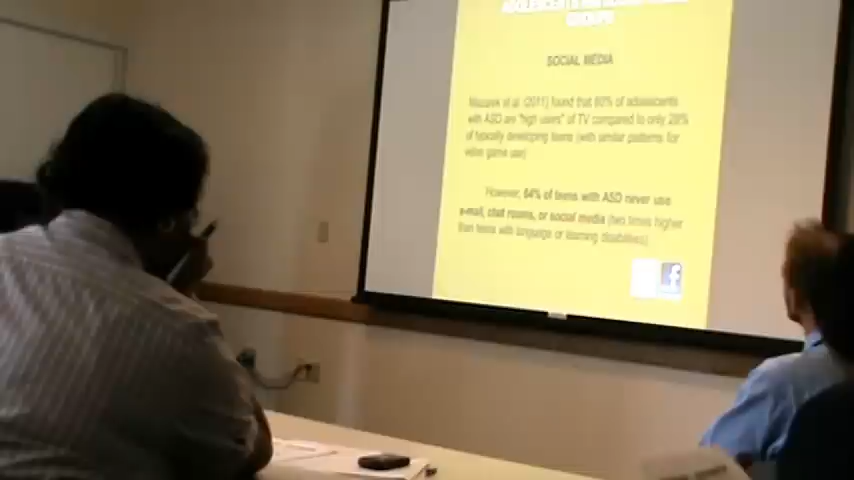 ADOLESCENTS
GROUPS
SOCIAL MEDIA
Mazurek et al. (2011) found that 60% of adolescents
with ASD are "high users" of TV compared to only 28%
of typically developing teens (with similar patterns for
video game use)
However, 64% of teens with ASD never use
e-mail, chat rooms, or social media (two times higher
than teens with language or learning disabilities)
f